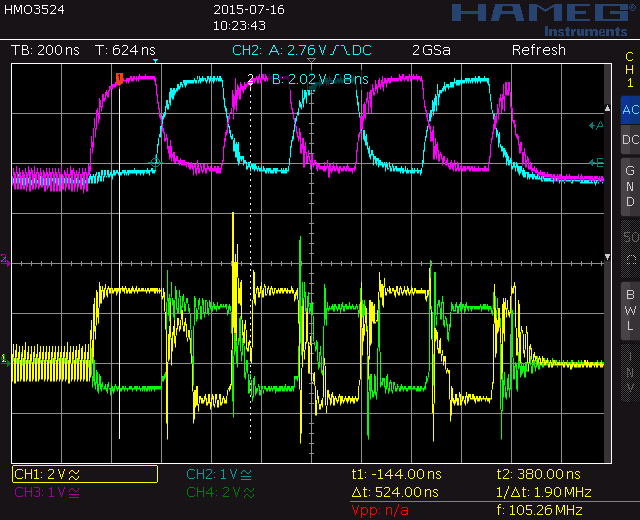 HMO3524 2015-07-16 HAMEG
10:23:43 Instruments
TB: 200 ns T: 624 ns CH2: A: 2.76 V DC 2 GSa Refresh
CH1
B: 2.02 V 8 ns
2
AC
A
DC
E
GND
50 Ω
2
BWL
1
N
V
CH1: 2 V CH2: 1 V t1: -144.00 ns t2: 380.00 ns
CH3: 1 V CH4: 2 V Δt: 524.00 ns 1/Δt: 1.90 MHz
Vpp: n/a f: 105.26 MHz